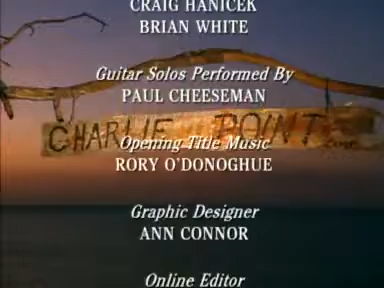 CRAIG HANICEK
BRIAN WHITE
Guitar Solos Performed By
PAUL CHEESEMAN
CHARLIE POINT
Opening Title Music
RORY O'DONOGHUE
Graphic Designer
ANN CONNOR
Online Editor